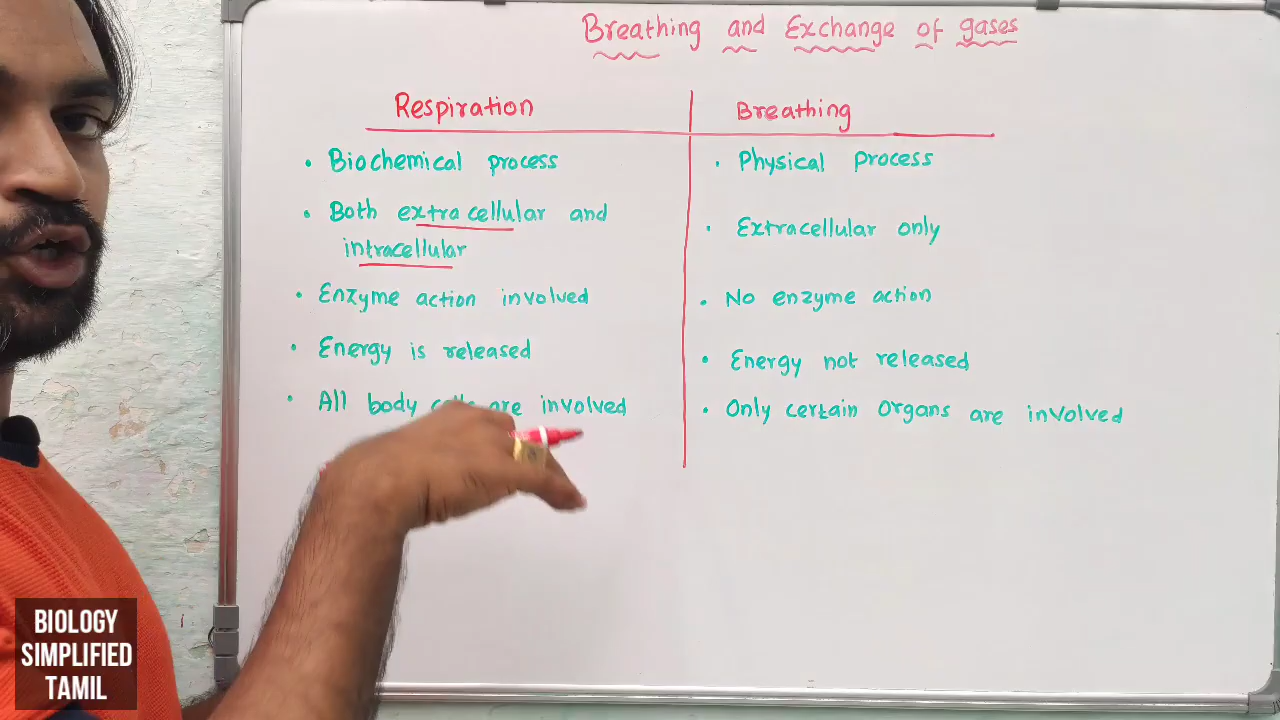 Breathing and Exchange of gases
Respiration
• Biochemical process
• Both extracellular and
intracellular
• Enzyme action involved
• Energy is released
• All body cells are involved
Breathing
• Physical process
• Extracellular only
• No enzyme action
• Energy not released
• Only certain organs are involved
BIOLOGY
SIMPLIFIED
TAMIL